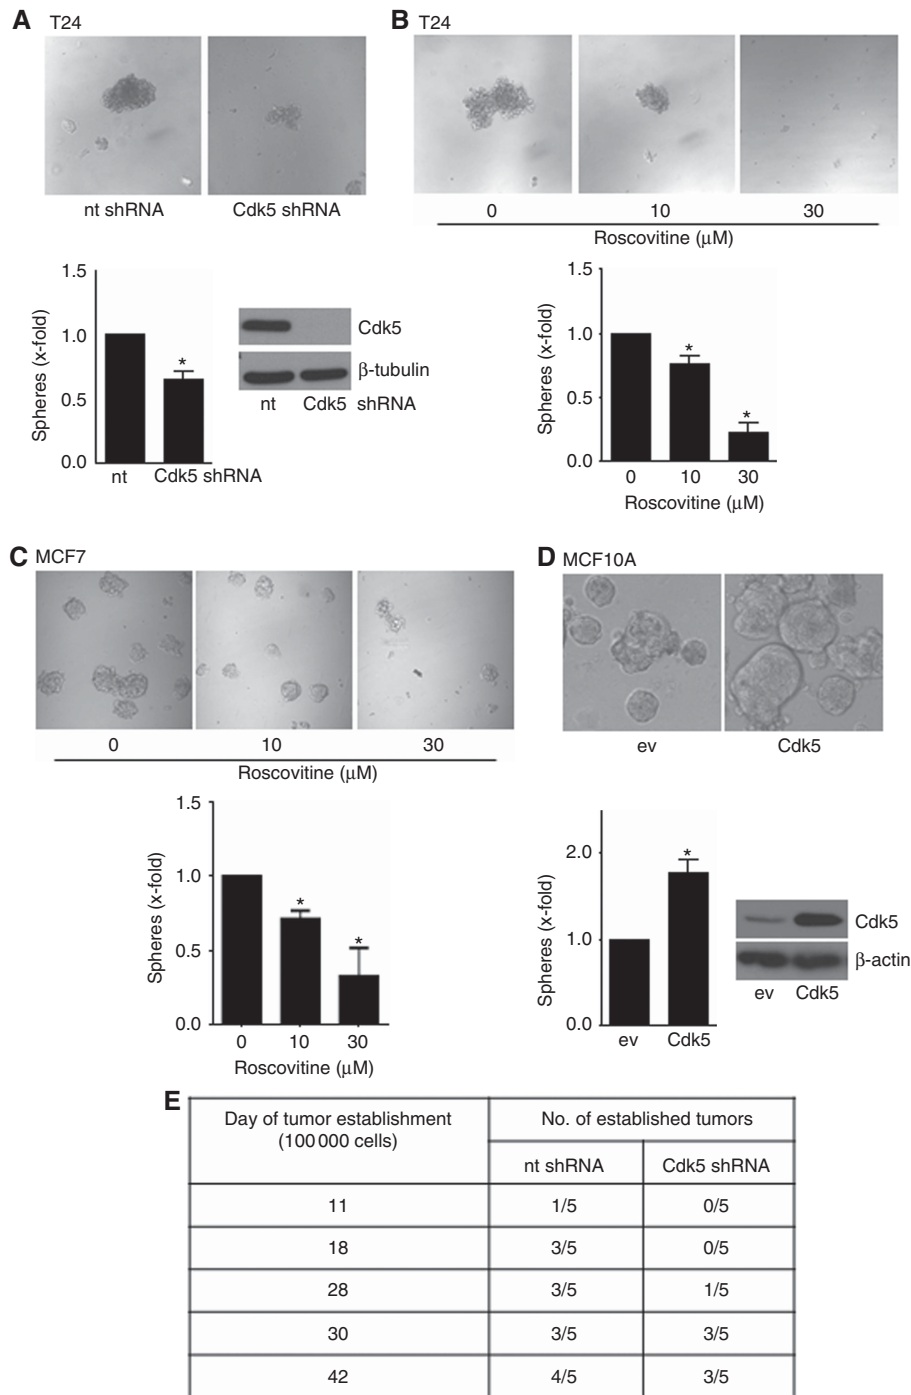 A T24
nt shRNA Cdk5 shRNA
Spheres (x-fold)
1.5
1.0
0.5
0.0
*
nt Cdk5 shRNA
Cdk5
β-tubulin
nt Cdk5 shRNA
B T24
0 10 30
Roscovitine (μM)
Spheres (x-fold)
1.5
1.0
0.5
0.0
*
*
0 10 30
Roscovitine (μM)
C MCF7
0 10 30
Roscovitine (μM)
Spheres (x-fold)
1.5
1.0
0.5
0.0
*
*
0 10 30
Roscovitine (μM)
D MCF10A
ev Cdk5
Spheres (x-fold)
2.0
1.0
0.0
*
ev Cdk5
Cdk5
β-actin
ev Cdk5
E
Day of tumor establishment
(100 000 cells)
No. of established tumors
nt shRNA Cdk5 shRNA
11 1/5 0/5
18 3/5 0/5
28 3/5 1/5
30 3/5 3/5
42 4/5 3/5